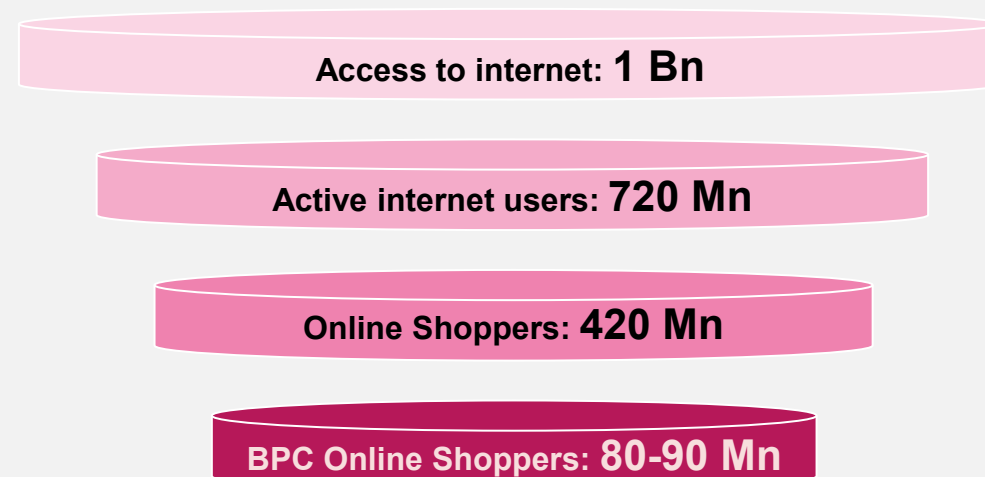 Access to internet: 1 Bn
Active internet users: 720 Mn
Online Shoppers: 420 Mn
BPC Online Shoppers: 80-90 Mn